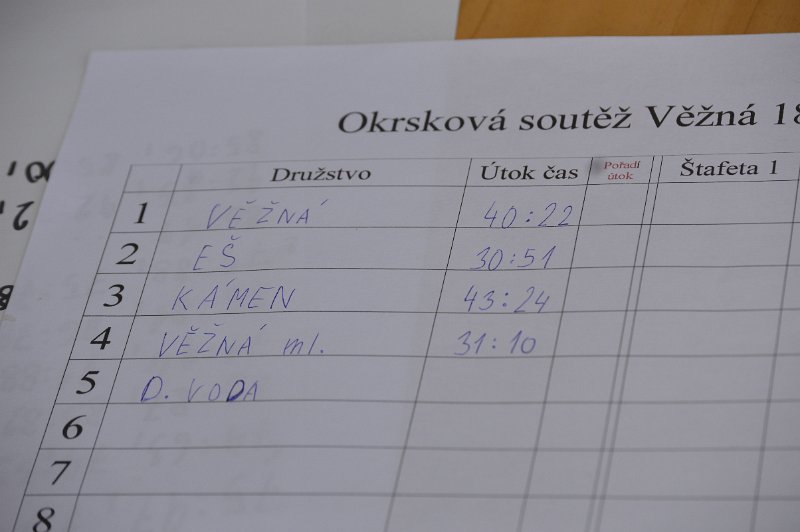 Okrsková soutěž Věžná 18
Družstvo Útok čas Pořadí útok Štafeta 1
1 VĚŽNÁ 40:22
2 EŠ 30:51
3 KÁMEN 43:24
4 VĚŽNÁ ml. 31:10
5 D. VODA
6
7
8